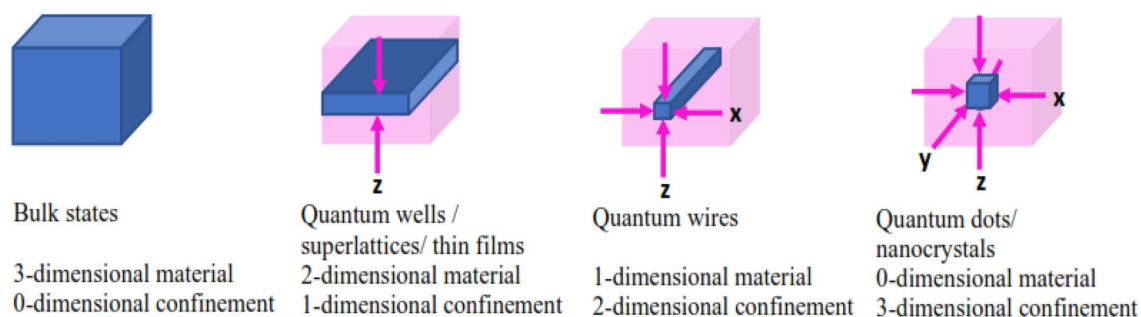 z
x
z
x
y
z
Bulk states
3-dimensional material
0-dimensional confinement
Quantum wells /
superlattices/ thin films
2-dimensional material
1-dimensional confinement
Quantum wires
1-dimensional material
2-dimensional confinement
Quantum dots/
nanocrystals
0-dimensional material
3-dimensional confinement